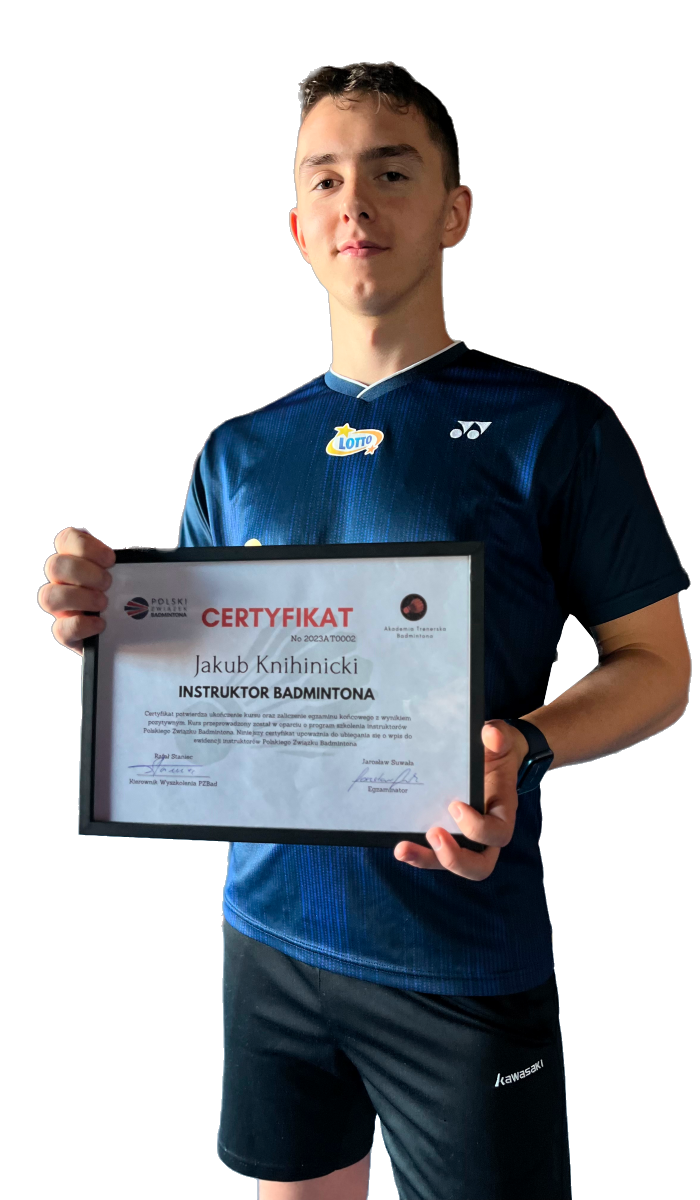 LOTTO
POLSKI
ZWIĄZEK
BADMINTONA
CERTYFIKAT
No 2023AT0002
Akademia Trenerska
Badmintona
Jakub Knihinicki
INSTRUKTOR BADMINTONA
Certyfikat potwierdza ukończenie kursu oraz zaliczenie egzaminu końcowego z wynikiem
pozytywnym. Kurs przeprowadzony został w oparciu o program szkolenia instruktorów
Polskiego Związku Badmintona. Niniejszy certyfikat upoważnia do ubiegania się o wpis do
ewidencji instruktorów Polskiego Związku Badmintona
Rafał Staniec
Kierownik Wyszkolenia PZBad
Jarosław Suwała
Egzaminator
Kawasaki